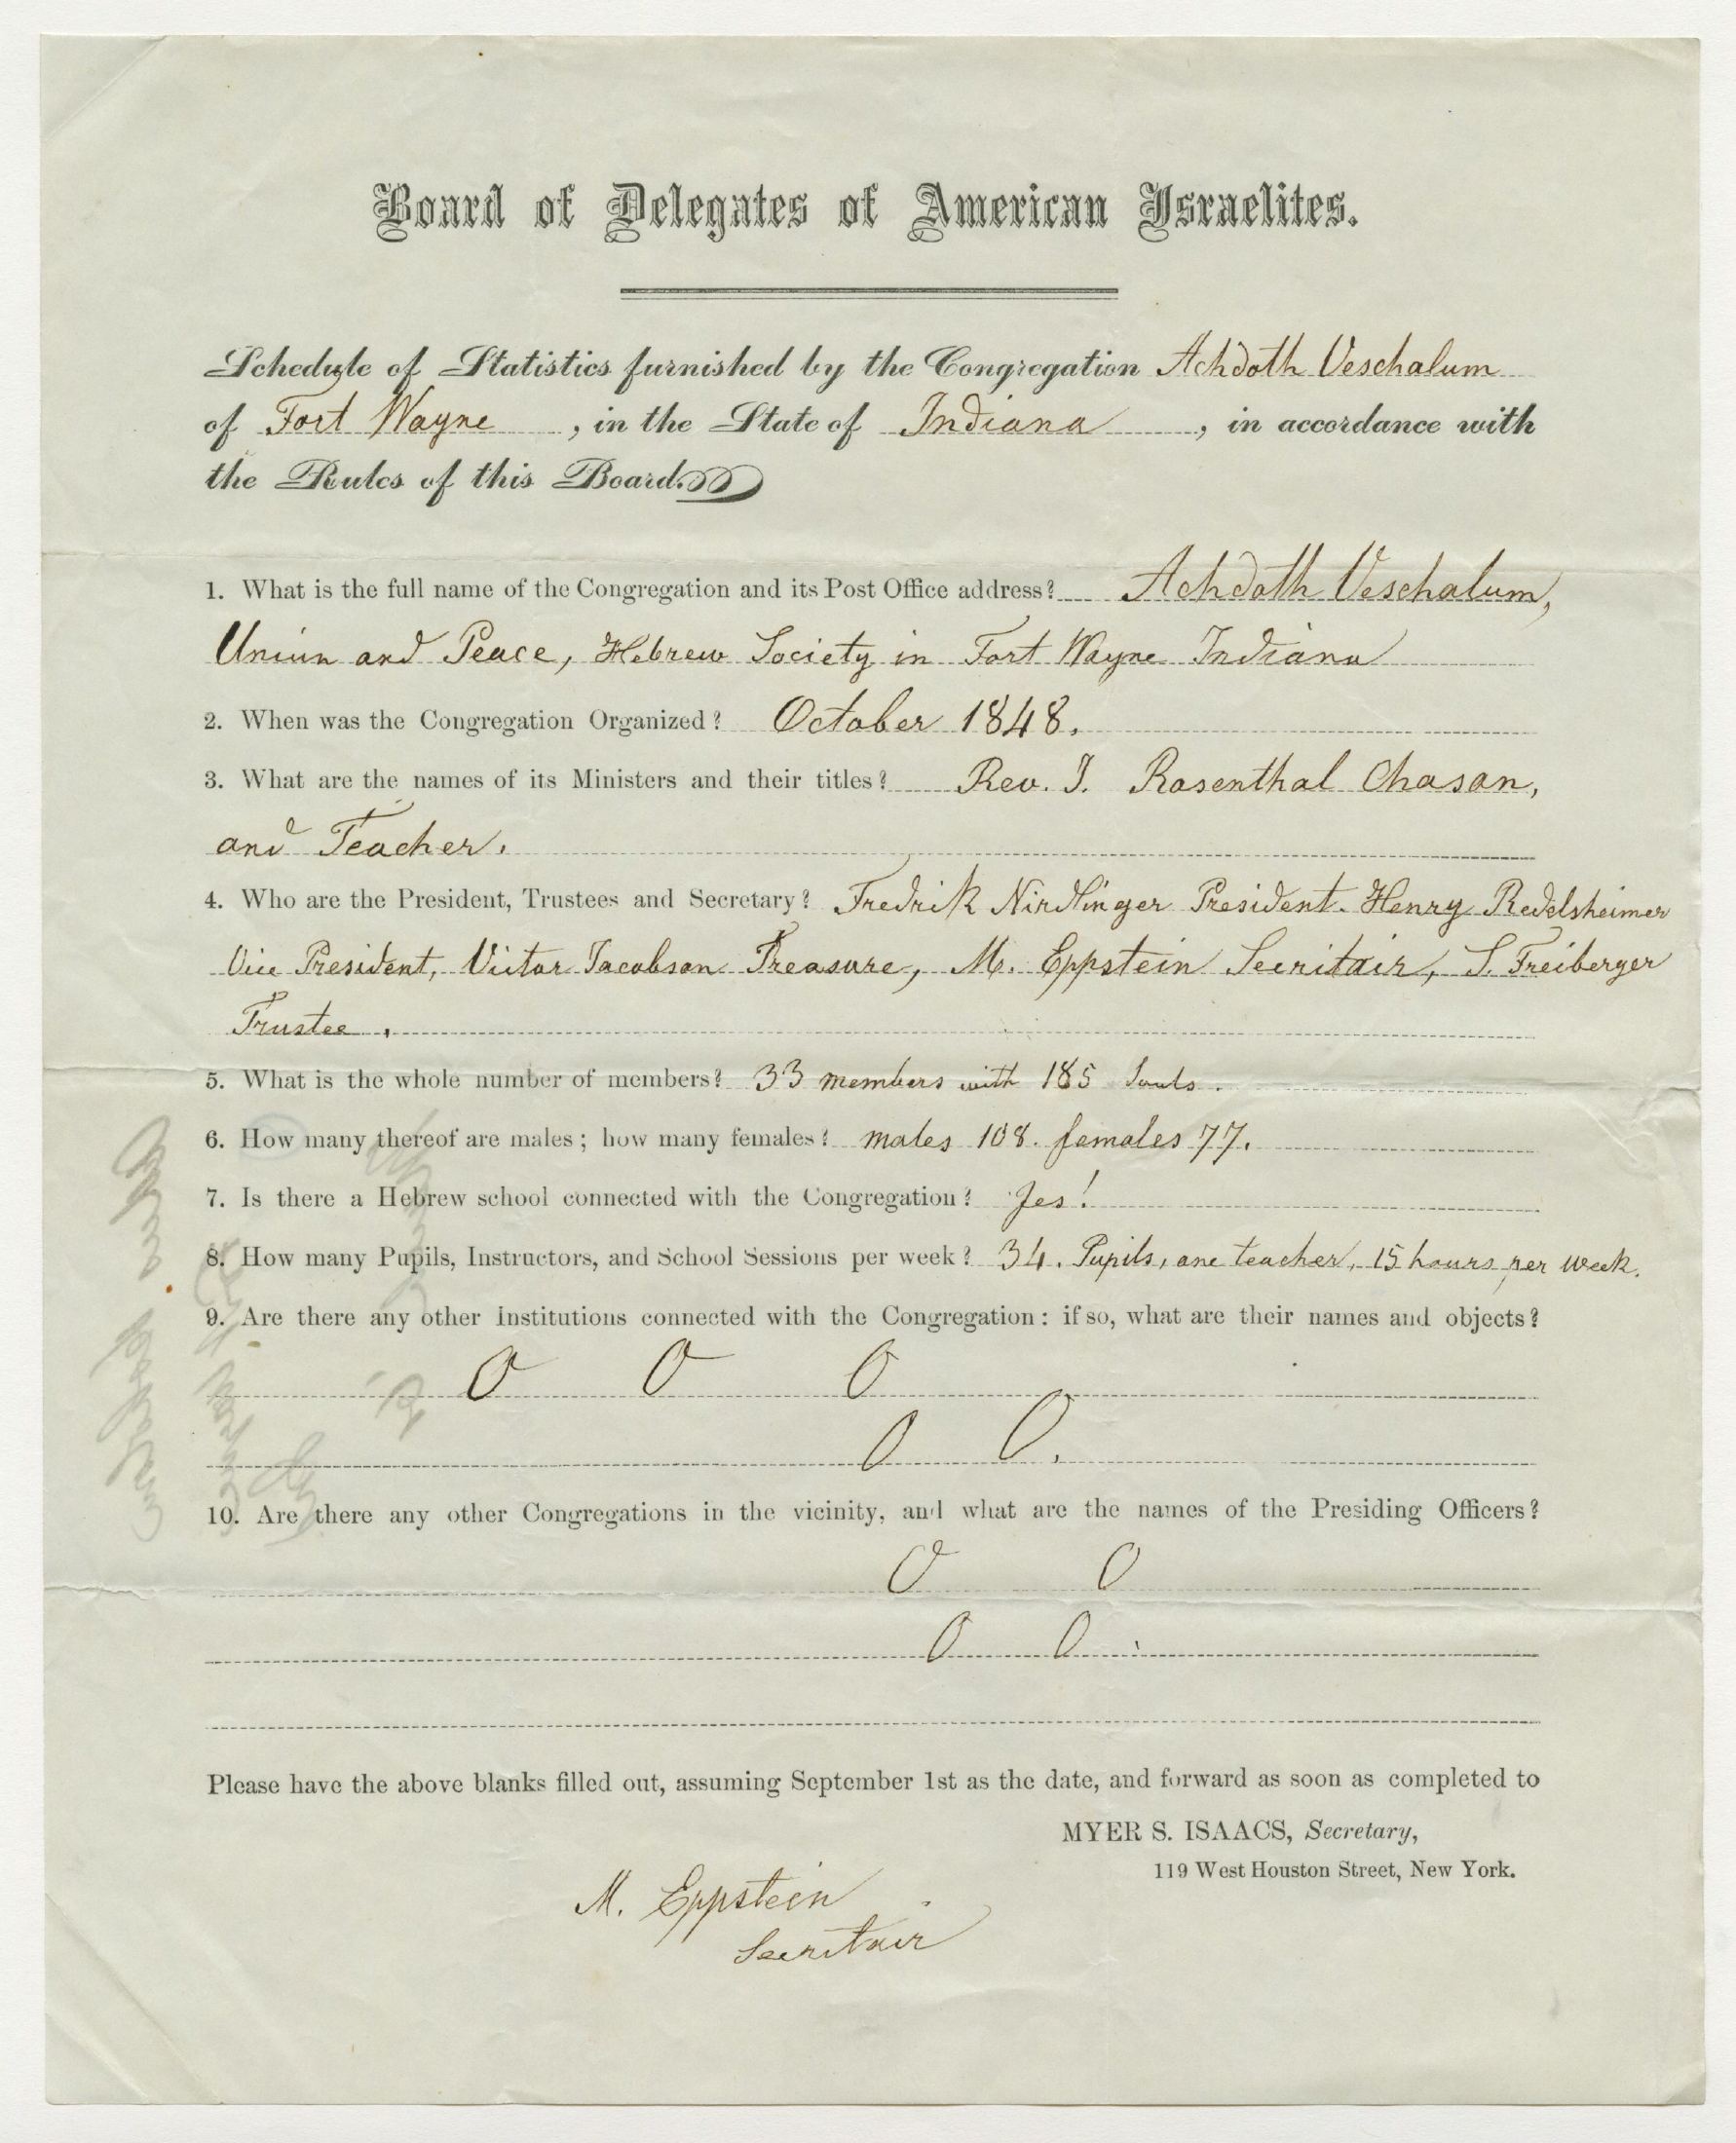 Board of Delegates of American Israelites.
Schedule of Statistics furnished by the Congregation Achdoth Veschalum
of Fort Wayne, in the State of Indiana, in accordance with
the Rules of this Board.
1. What is the full name of the Congregation and its Post Office address? Achdoth Veschalum,
Union and Peace, Hebrew Society in Fort Wayne Indiana
2. When was the Congregation Organized? October 1848.
3. What are the names of its Ministers and their titles? Rev. I. Rosenthal Chasan,
and Teacher.
4. Who are the President, Trustees and Secretary? Fredrik Nirdlinger President. Henry Redelsheimer
Vice President, Victor Jacobson Treasure, M. Eppstein Secritair, S. Freiberger
Trustee.
5. What is the whole number of members? 33 members with 185 Souls.
6. How many thereof are males; how many females? males 108. females 77.
7. Is there a Hebrew school connected with the Congregation? Yes!
8. How many Pupils, Instructors, and School Sessions per week? 34. Pupils, one teacher, 15 hours per week.
9. Are there any other Institutions connected with the Congregation: if so, what are their names and objects?
O O O
O O.
10. Are there any other Congregations in the vicinity, and what are the names of the Presiding Officers?
O O
O O.
Please have the above blanks filled out, assuming September 1st as the date, and forward as soon as completed to
MYER S. ISAACS, Secretary,
119 West Houston Street, New York.
M. Eppstein
Secritair